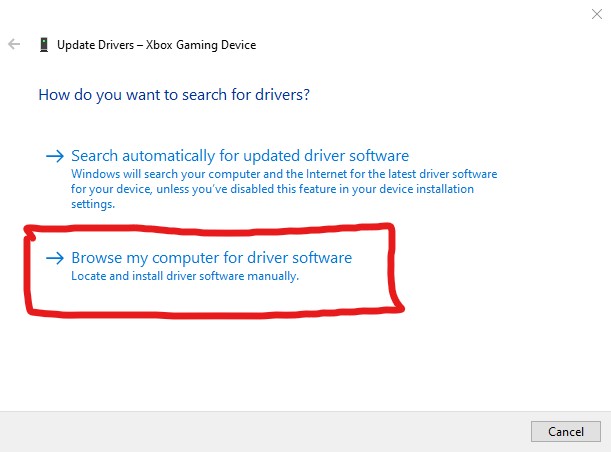 Update Drivers – Xbox Gaming Device
How do you want to search for drivers?
Search automatically for updated driver software
Windows will search your computer and the Internet for the latest driver software
for your device, unless you've disabled this feature in your device installation
settings.
Browse my computer for driver software
Locate and install driver software manually.
Cancel